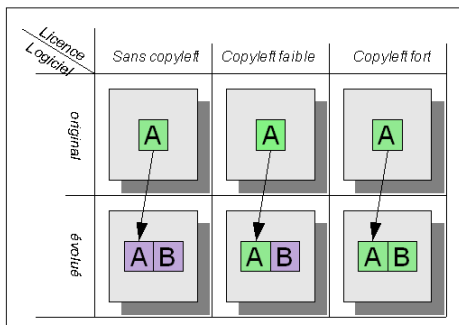 Licence
Logiciel
Sans copyleft
Copyleft faible
Copyleft fort
original
A
A
A
évolué
A B
A B
A B